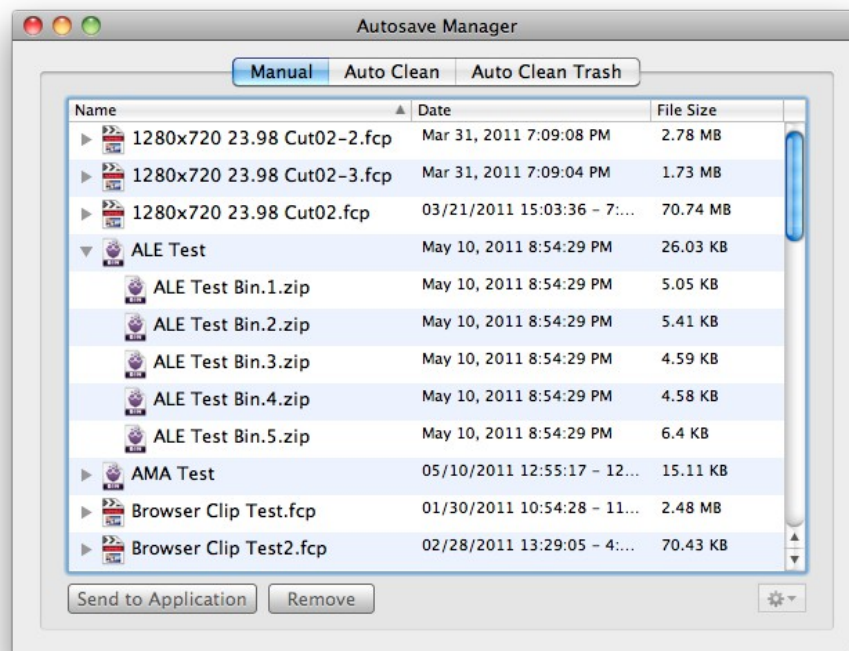 Autosave Manager
Manual Auto Clean Auto Clean Trash
Name Date File Size
1280x720 23.98 Cut02-2.fcp Mar 31, 2011 7:09:08 PM 2.78 MB
1280x720 23.98 Cut02-3.fcp Mar 31, 2011 7:09:04 PM 1.73 MB
1280x720 23.98 Cut02.fcp 03/21/2011 15:03:36 – 7:... 70.74 MB
ALE Test May 10, 2011 8:54:29 PM 26.03 KB
ALE Test Bin.1.zip May 10, 2011 8:54:29 PM 5.05 KB
ALE Test Bin.2.zip May 10, 2011 8:54:29 PM 5.41 KB
ALE Test Bin.3.zip May 10, 2011 8:54:29 PM 4.59 KB
ALE Test Bin.4.zip May 10, 2011 8:54:29 PM 4.58 KB
ALE Test Bin.5.zip May 10, 2011 8:54:29 PM 6.4 KB
AMA Test 05/10/2011 12:55:17 – 12... 15.11 KB
Browser Clip Test.fcp 01/30/2011 10:54:28 – 11... 2.48 MB
Browser Clip Test2.fcp 02/28/2011 13:29:05 – 4:... 70.43 KB
Send to Application Remove